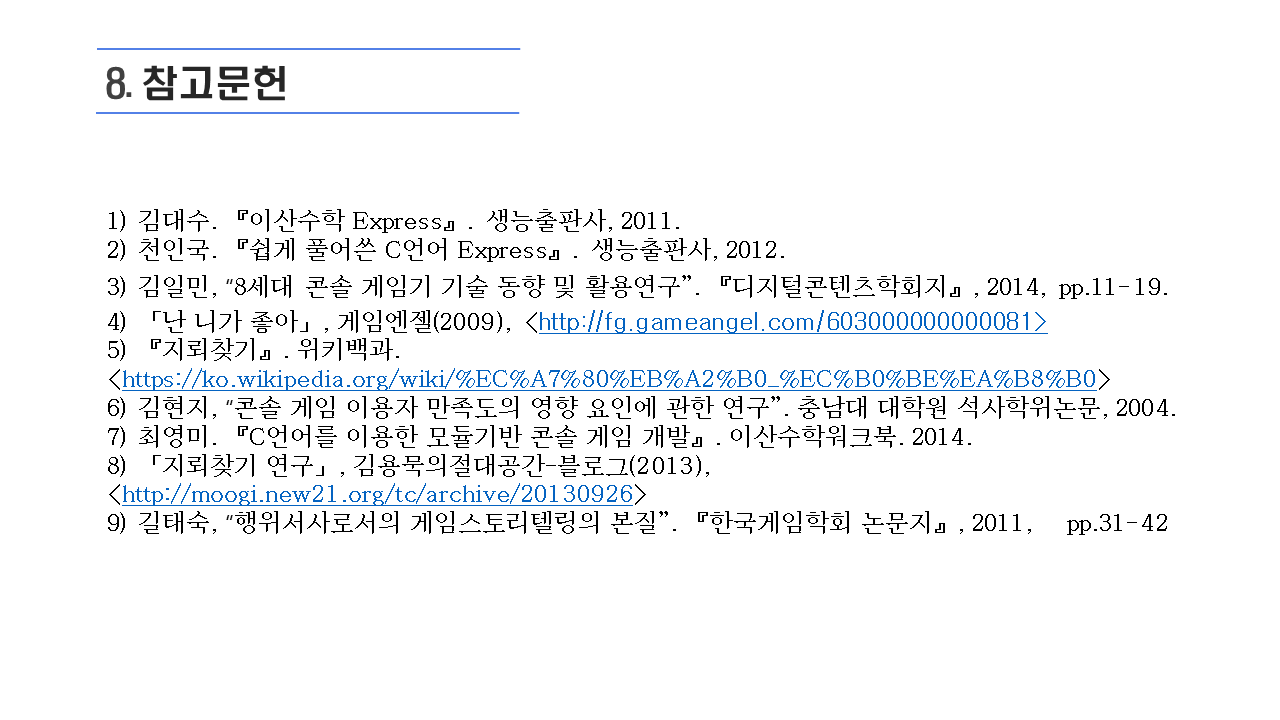 8. 참고문헌
1) 김대수. 『이산수학 Express』. 생능출판사, 2011.
2) 천인국. 『쉽게 풀어쓴 C언어 Express』. 생능출판사, 2012.
3) 김일민, “8세대 콘솔 게임기 기술 동향 및 활용연구”. 『디지털콘텐츠학회지』, 2014, pp.11-19.
4) 「난 니가 좋아」, 게임엔젤(2009), <http://fg.gameangel.com/603000000000081>
5) 『지뢰찾기』. 위키백과.
<https://ko.wikipedia.org/wiki/%EC%A7%80%EB%A2%B0_%EC%B0%BE%EA%B8%B0>
6) 김현지, “콘솔 게임 이용자 만족도의 영향 요인에 관한 연구”. 충남대 대학원 석사학위논문, 2004.
7) 최영미. 『C언어를 이용한 모듈기반 콘솔 게임 개발』. 이산수학워크북. 2014.
8) 「지뢰찾기 연구」, 김용묵의절대공간-블로그(2013),
<http://moogi.new21.org/tc/archive/20130926>
9) 길태숙, “행위서사로서의 게임스토리텔링의 본질”. 『한국게임학회 논문지』, 2011, pp.31-42